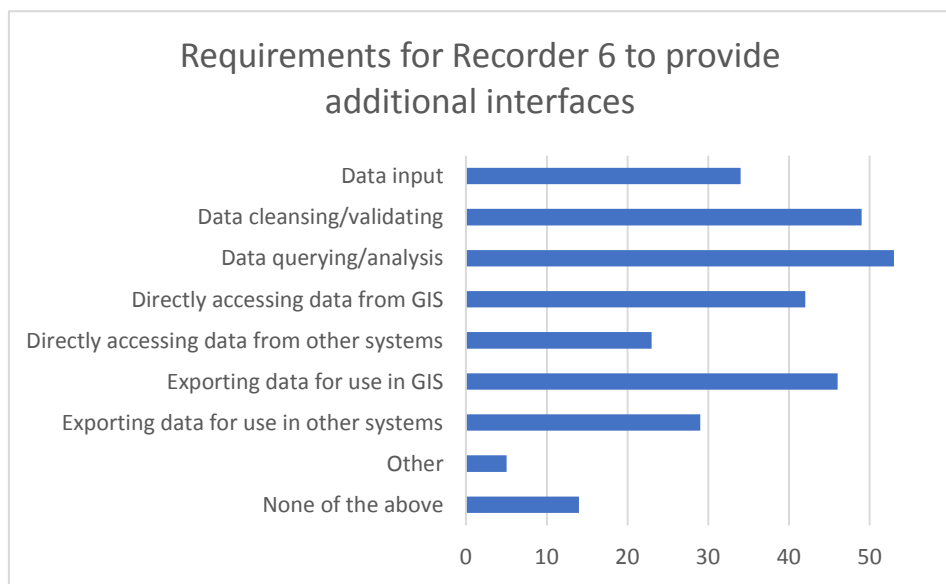 Requirements for Recorder 6 to provide
additional interfaces
Data input
Data cleansing/validating
Data querying/analysis
Directly accessing data from GIS
Directly accessing data from other systems
Exporting data for use in GIS
Exporting data for use in other systems
Other
None of the above
0 10 20 30 40 50